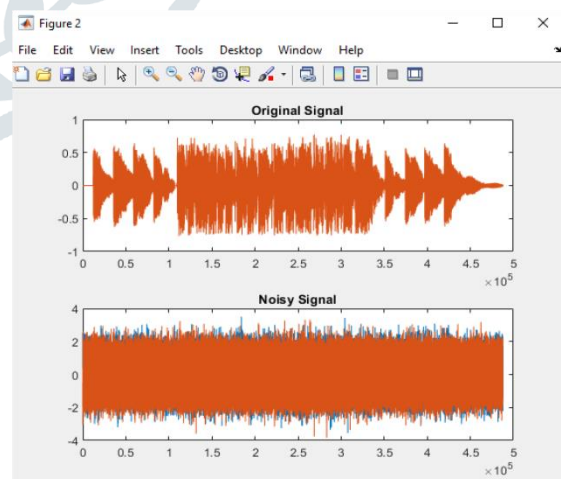 Figure 2
File Edit View Insert Tools Desktop Window Help
Original Signal
1
0.5
0
-0.5
-1
0 0.5 1 1.5 2 2.5 3 3.5 4 4.5 5
×10^5
Noisy Signal
4
2
0
-2
-4
0 0.5 1 1.5 2 2.5 3 3.5 4 4.5 5
×10^5